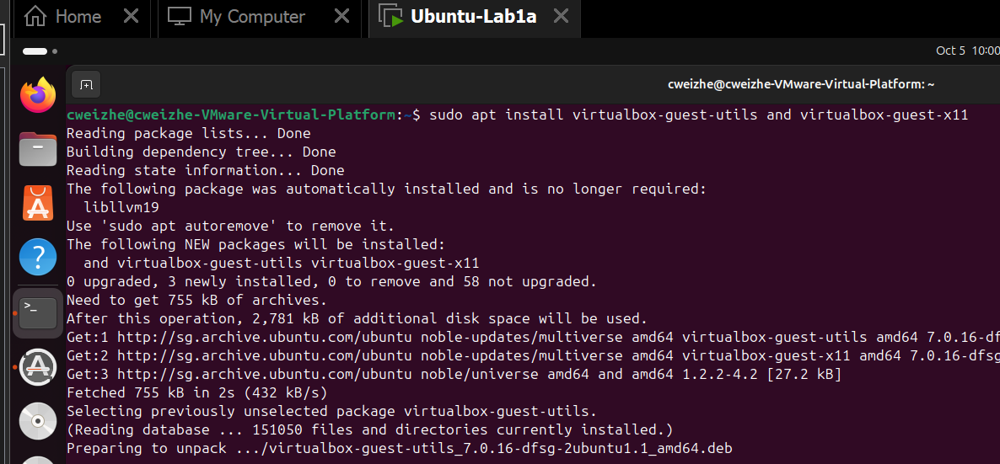 Home
My Computer
Ubuntu-Lab1a
Oct 5 10:00
cweizhe@cweizhe-VMware-Virtual-Platform: ~
cweizhe@cweizhe-VMware-Virtual-Platform:~$ sudo apt install virtualbox-guest-utils and virtualbox-guest-x11
Reading package lists... Done
Building dependency tree... Done
Reading state information... Done
The following package was automatically installed and is no longer required:
libllvm19
Use 'sudo apt autoremove' to remove it.
The following NEW packages will be installed:
and virtualbox-guest-utils virtualbox-guest-x11
0 upgraded, 3 newly installed, 0 to remove and 58 not upgraded.
Need to get 755 kB of archives.
After this operation, 2,781 kB of additional disk space will be used.
Get:1 http://sg.archive.ubuntu.com/ubuntu noble-updates/multiverse amd64 virtualbox-guest-utils amd64 7.0.16-df
Get:2 http://sg.archive.ubuntu.com/ubuntu noble-updates/multiverse amd64 virtualbox-guest-x11 amd64 7.0.16-dfsg
Get:3 http://sg.archive.ubuntu.com/ubuntu noble/universe amd64 and amd64 1.2.2-4.2 [27.2 kB]
Fetched 755 kB in 2s (432 kB/s)
Selecting previously unselected package virtualbox-guest-utils.
(Reading database ... 151050 files and directories currently installed.)
Preparing to unpack .../virtualbox-guest-utils_7.0.16-dfsg-2ubuntu1.1_amd64.deb